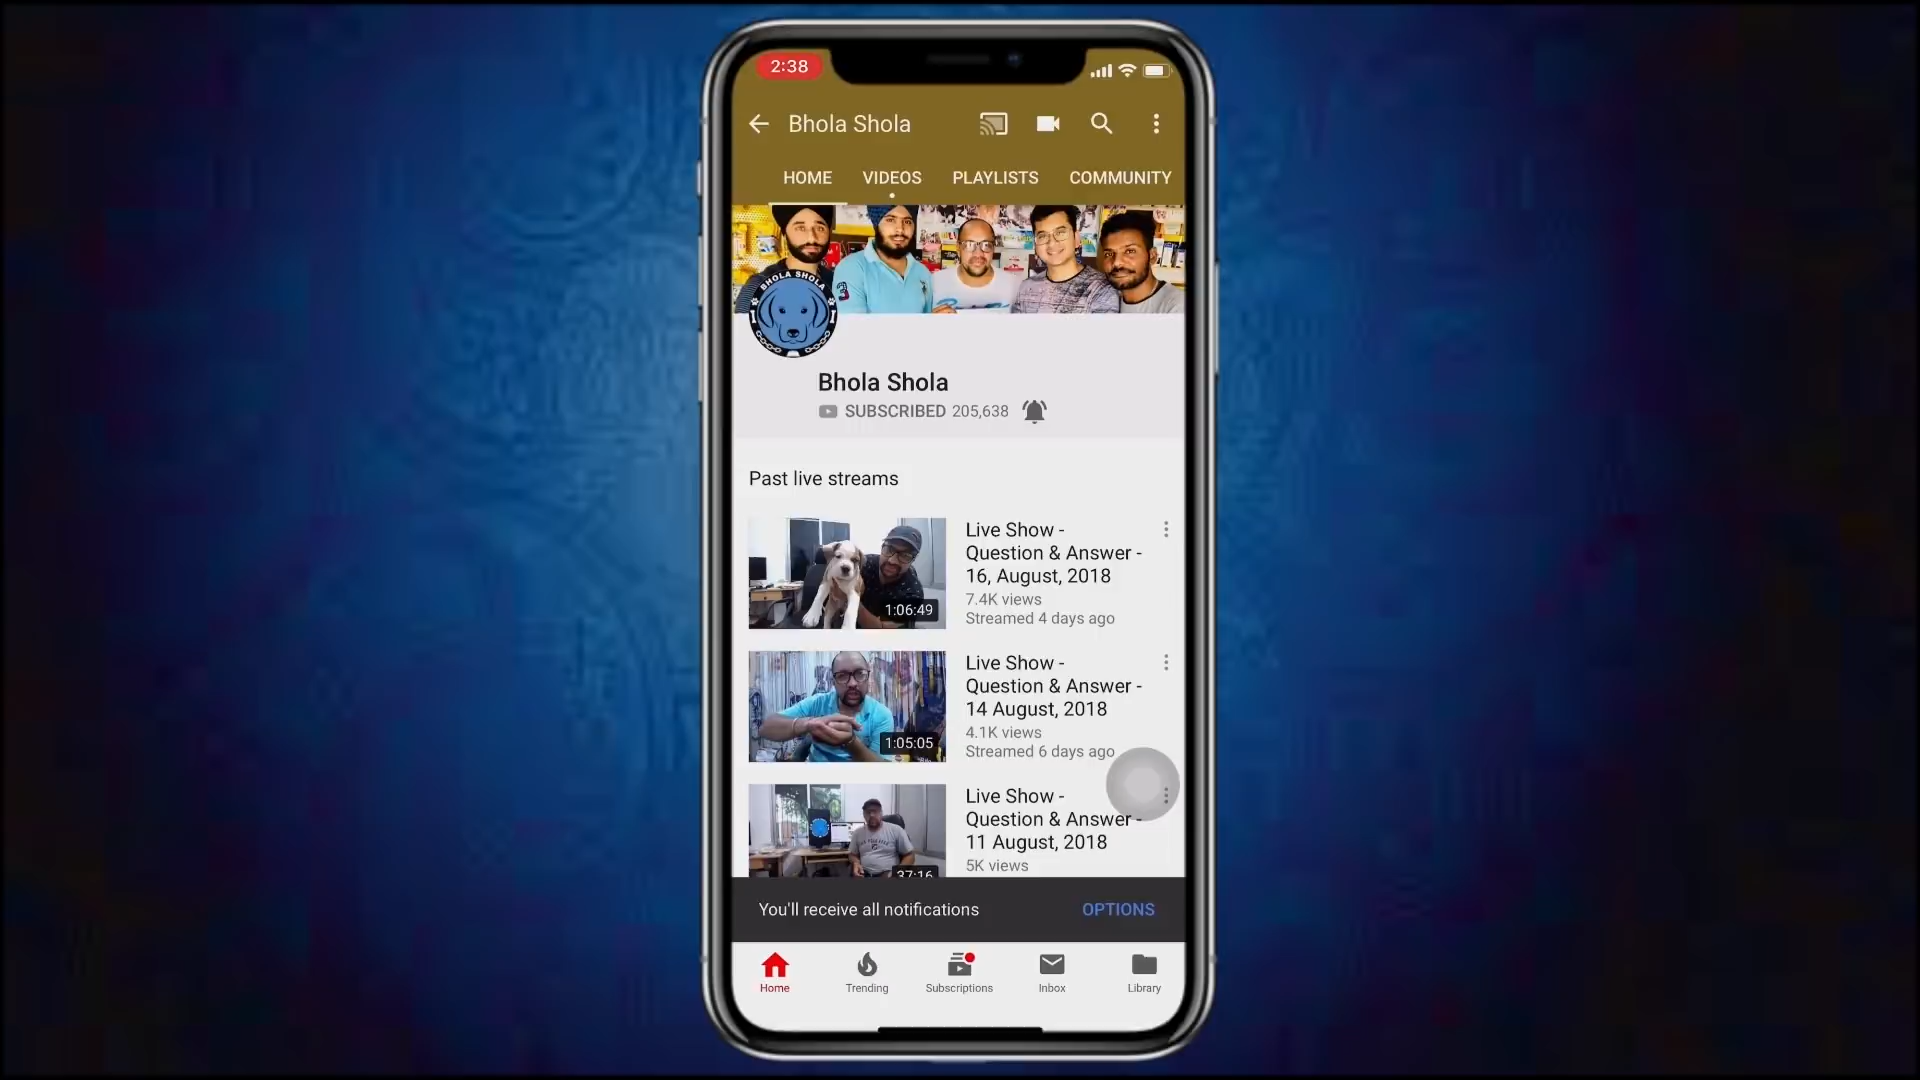 2:38
Bhola Shola
HOME VIDEOS PLAYLISTS COMMUNITY
BHOLA SHOLA
3
Bhola Shola
SUBSCRIBED 205,638
Past live streams
Live Show -
Question & Answer -
16, August, 2018
7.4K views
Streamed 4 days ago
1:06:49
Live Show -
Question & Answer -
14 August, 2018
4.1K views
Streamed 6 days ago
1:05:05
Live Show -
Question & Answer -
11 August, 2018
5K views
37:16
You'll receive all notifications OPTIONS
Home Trending Subscriptions Inbox Library